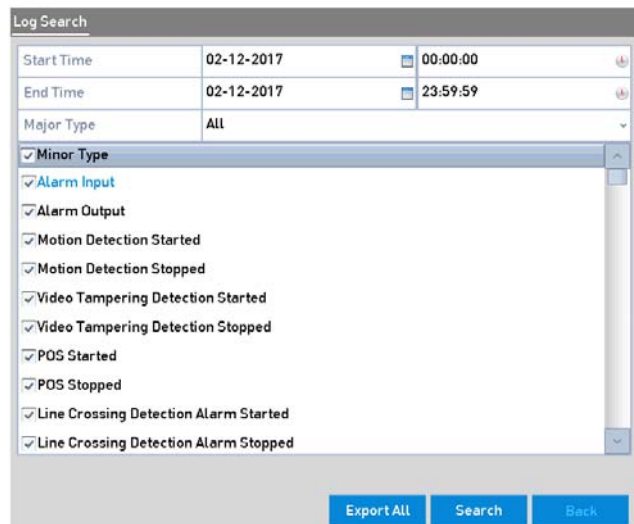 Log Search
Start Time 02-12-2017 00:00:00
End Time 02-12-2017 23:59:59
Major Type All
Minor Type
Alarm Input
Alarm Output
Motion Detection Started
Motion Detection Stopped
Video Tampering Detection Started
Video Tampering Detection Stopped
POS Started
POS Stopped
Line Crossing Detection Alarm Started
Line Crossing Detection Alarm Stopped
Export All Search Back